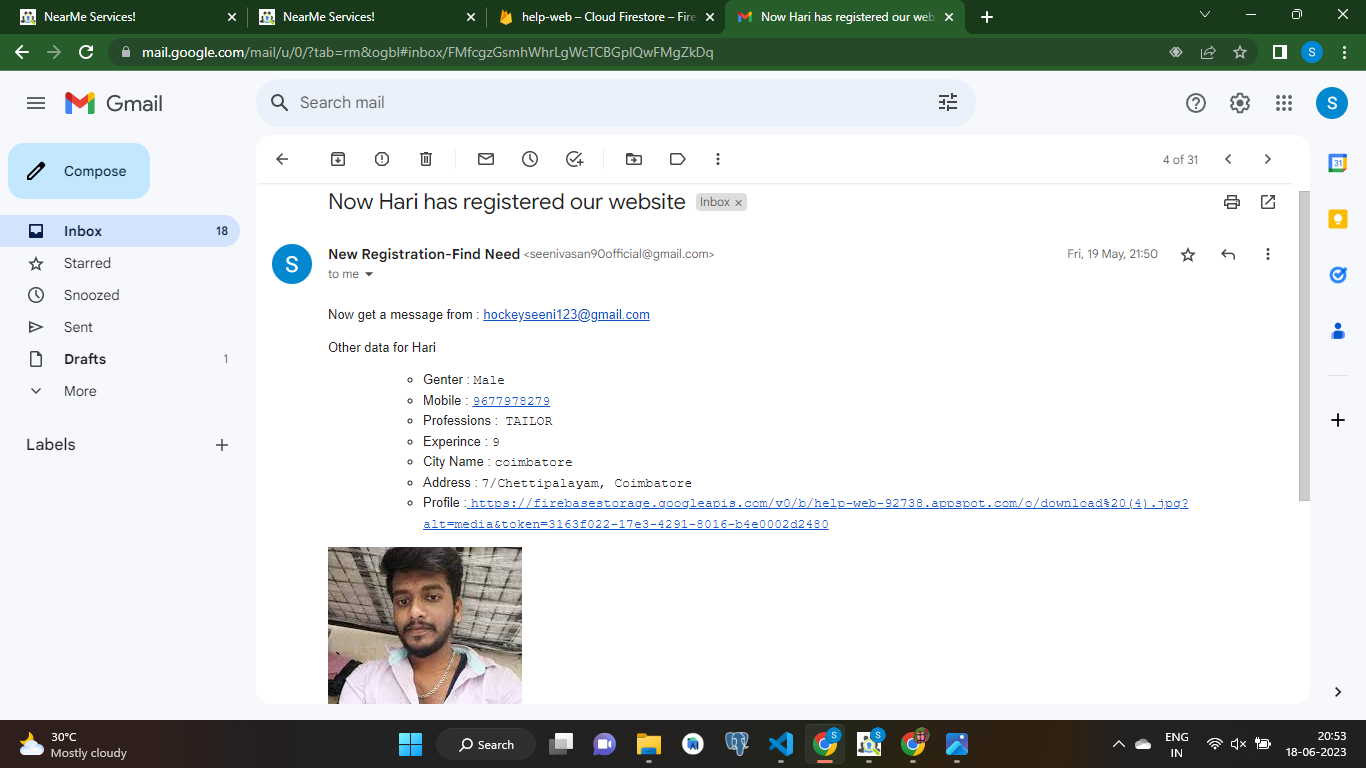 NearMe Services!
NearMe Services!
help-web – Cloud Firestore – Fire
Now Hari has registered our web
mail.google.com/mail/u/0/?tab=rm&ogbl#inbox/FMfcgzGsmhWhrLgWcTCBGplQwFMgZkDq
S
Gmail
Search mail
S
Compose
4 of 31
31
Inbox 18
Starred
Snoozed
Sent
Drafts 1
More
Labels
Now Hari has registered our website Inbox ×
S
New Registration-Find Need <seenivasan90official@gmail.com>
Fri, 19 May, 21:50
to me
Now get a message from : hockeyseeni123@gmail.com
Other data for Hari
Genter : Male
Mobile : 9677978279
Professions : TAILOR
Experince : 9
City Name : coimbatore
Address : 7/Chettipalayam, Coimbatore
Profile : https://firebasestorage.googleapis.com/v0/b/help-web-92738.appspot.com/o/download%20(4).jpg?
alt=media&token=3163f022-17e3-4291-8016-b4e0002d2480
30°C
Mostly cloudy
Search
S
S
ENG
IN
20:53
18-06-2023